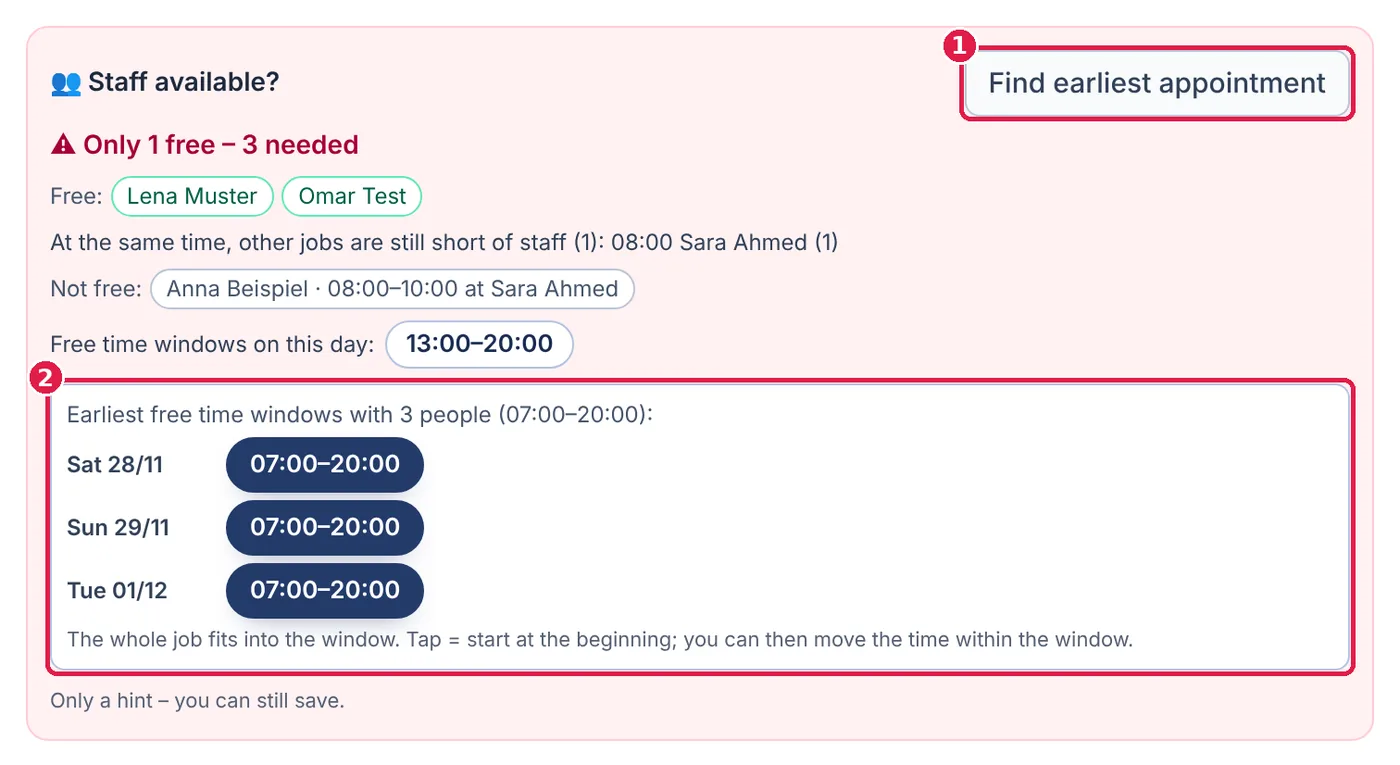 👥 Staff available?
1
Find earliest appointment
⚠ Only 1 free – 3 needed
Free: Lena Muster Omar Test
At the same time, other jobs are still short of staff (1): 08:00 Sara Ahmed (1)
Not free: Anna Beispiel · 08:00–10:00 at Sara Ahmed
Free time windows on this day: 13:00–20:00
2
Earliest free time windows with 3 people (07:00–20:00):
Sat 28/11 07:00–20:00
Sun 29/11 07:00–20:00
Tue 01/12 07:00–20:00
The whole job fits into the window. Tap = start at the beginning; you can then move the time within the window.
Only a hint – you can still save.